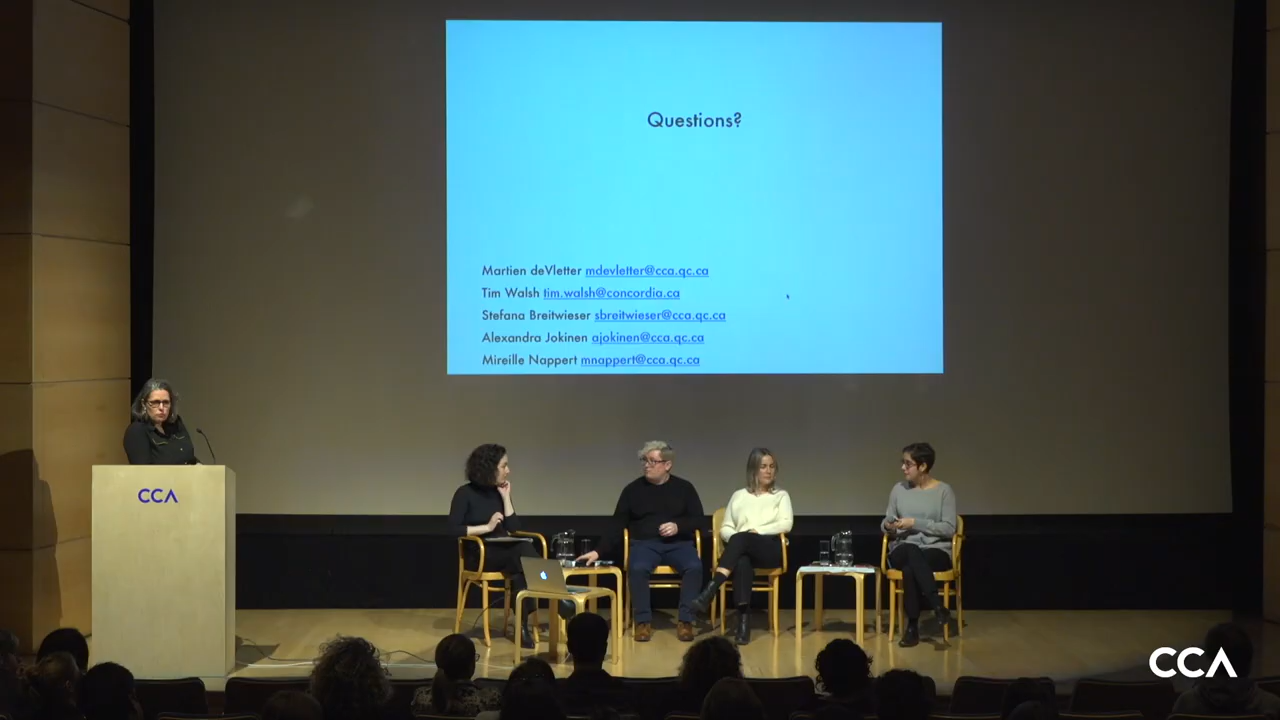 Questions?
Martien deVletter mdevletter@cca.qc.ca
Tim Walsh tim.walsh@concordia.ca
Stefana Breitwieser sbreitwieser@cca.qc.ca
Alexandra Jokinen ajokinen@cca.qc.ca
Mireille Nappert mnappert@cca.qc.ca
CCA
CCA